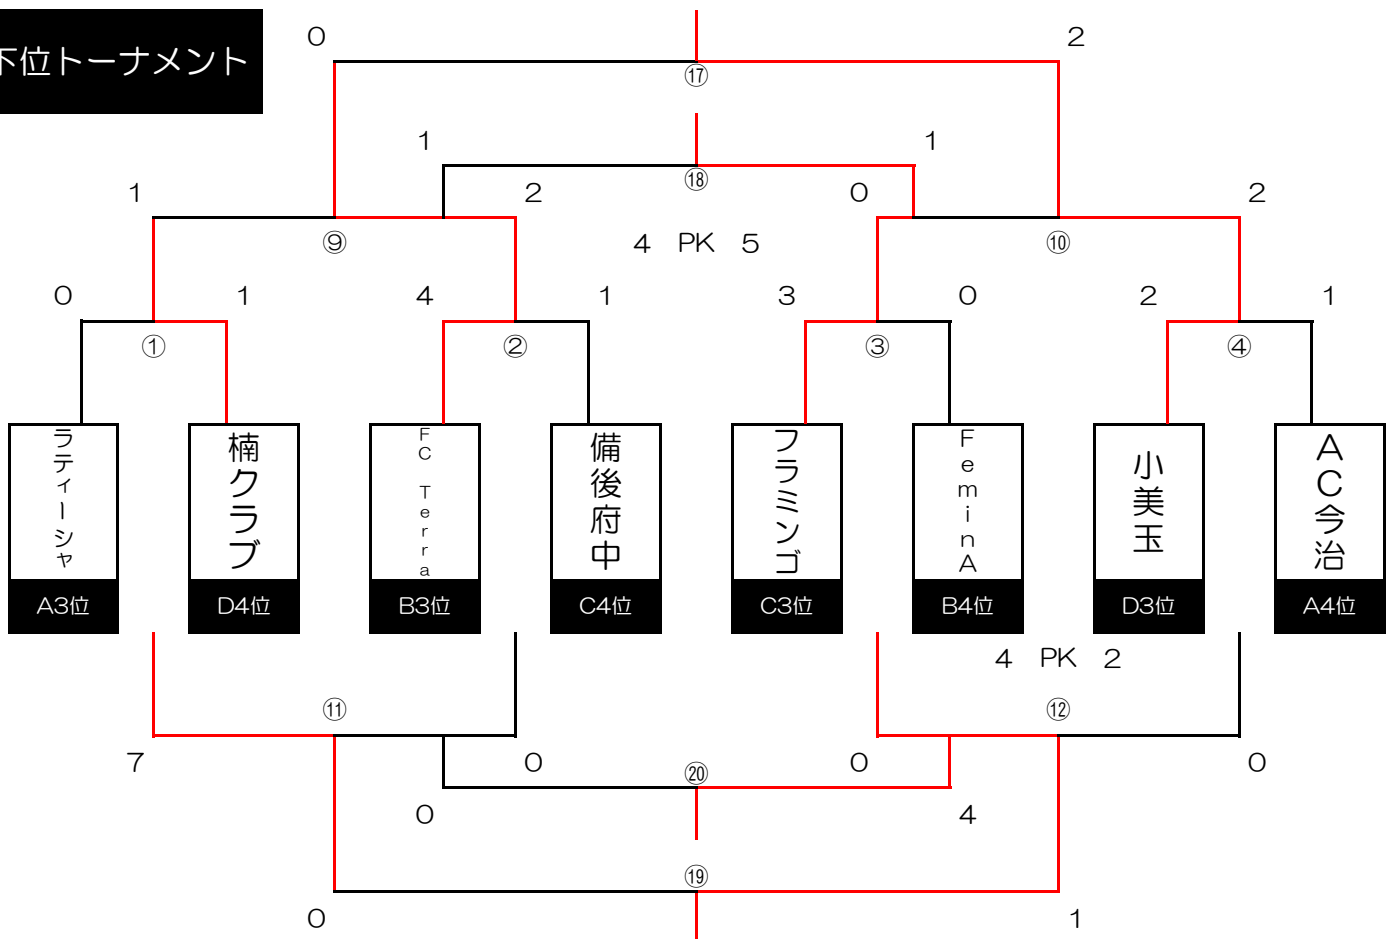 下位トーナメント
0 2
⑰
1 1
⑱
1 2 0 2
⑨ 4 PK 5 ⑩
0 1 4 1 3 0 2 1
① ② ③ ④
ラティーシャ
楠クラブ
FC Terra
備後府中
フラミンゴ
FeminA
小美玉
AC今治
A3位 D4位 B3位 C4位 C3位 B4位 D3位 A4位
4 PK 2
⑪ ⑫
7 0 ⑳ 0 0
0 4
⑲
0 1